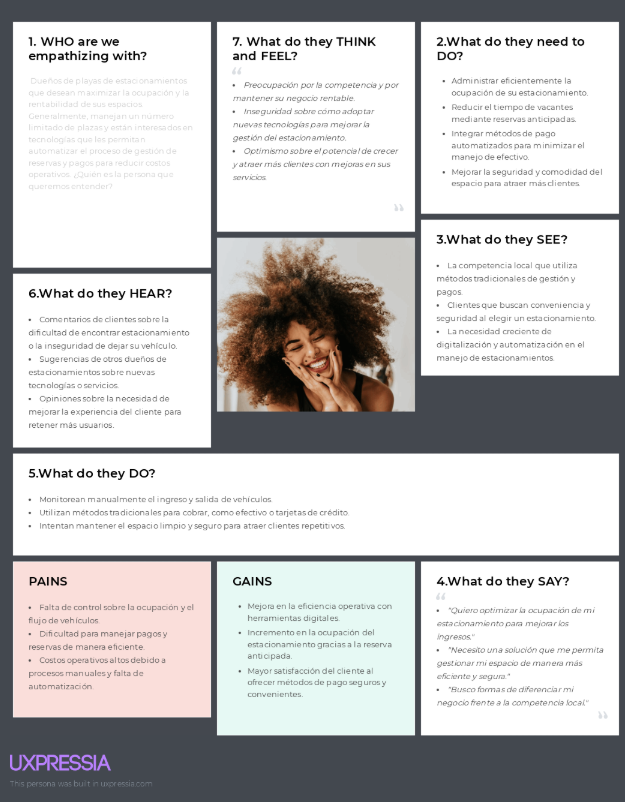 1. WHO are we
empathizing with?
Dueños de playas de estacionamientos
que desean maximizar la ocupación y la
rentabilidad de sus espacios.
Generalmente, manejan un número
limitado de plazas y están interesados en
tecnologías que les permitan
automatizar el proceso de gestión de
reservas y pagos para reducir costos
operativos. ¿Quién es la persona que
queremos entender?
7. What do they THINK
and FEEL?
“
• Preocupación por la competencia y por
mantener su negocio rentable.
• Inseguridad sobre cómo adoptar
nuevas tecnologías para mejorar la
gestión del estacionamiento.
• Optimismo sobre el potencial de crecer
y atraer más clientes con mejoras en sus
servicios.
”
2.What do they need to
DO?
• Administrar eficientemente la
ocupación de su estacionamiento.
• Reducir el tiempo de vacantes
mediante reservas anticipadas.
• Integrar métodos de pago
automatizados para minimizar el
manejo de efectivo.
• Mejorar la seguridad y comodidad del
espacio para atraer más clientes.
3.What do they SEE?
• La competencia local que utiliza
métodos tradicionales de gestión y
pagos.
• Clientes que buscan conveniencia y
seguridad al elegir un estacionamiento.
• La necesidad creciente de
digitalización y automatización en el
manejo de estacionamientos.
6.What do they HEAR?
• Comentarios de clientes sobre la
dificultad de encontrar estacionamiento
o la inseguridad de dejar su vehículo.
• Sugerencias de otros dueños de
estacionamientos sobre nuevas
tecnologías o servicios.
• Opiniones sobre la necesidad de
mejorar la experiencia del cliente para
retener más usuarios.
5.What do they DO?
• Monitorean manualmente el ingreso y salida de vehículos.
• Utilizan métodos tradicionales para cobrar, como efectivo o tarjetas de crédito.
• Intentan mantener el espacio limpio y seguro para atraer clientes repetitivos.
PAINS
• Falta de control sobre la ocupación y el
flujo de vehículos.
• Dificultad para manejar pagos y
reservas de manera eficiente.
• Costos operativos altos debido a
procesos manuales y falta de
automatización.
GAINS
• Mejora en la eficiencia operativa con
herramientas digitales.
• Incremento en la ocupación del
estacionamiento gracias a la reserva
anticipada.
• Mayor satisfacción del cliente al
ofrecer métodos de pago seguros y
convenientes.
4.What do they SAY?
“
• "Quiero optimizar la ocupación de mi
estacionamiento para mejorar los
ingresos."
• "Necesito una solución que me permita
gestionar mi espacio de manera más
eficiente y segura."
• "Busco formas de diferenciar mi
negocio frente a la competencia local."
”
UXPRESSIA
This persona was built in uxpressia.com